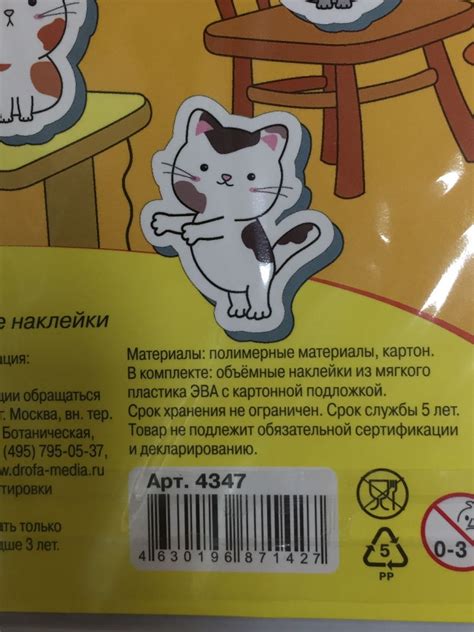 е наклейки
ация:
ции обращаться
г. Москва, вн. тер.
Ботаническая,
(495) 795-05-37,
w.drofa-media.ru
тировки
ать только
дше 3 лет.
Материалы: полимерные материалы, картон.
В комплекте: объёмные наклейки из мягкого
пластика ЭВА с картонной подложкой.
Срок хранения не ограничен. Срок службы 5 лет.
Товар не подлежит обязательной сертификации
и декларированию.
Арт. 4347
4630196871427
5
PP
0-3